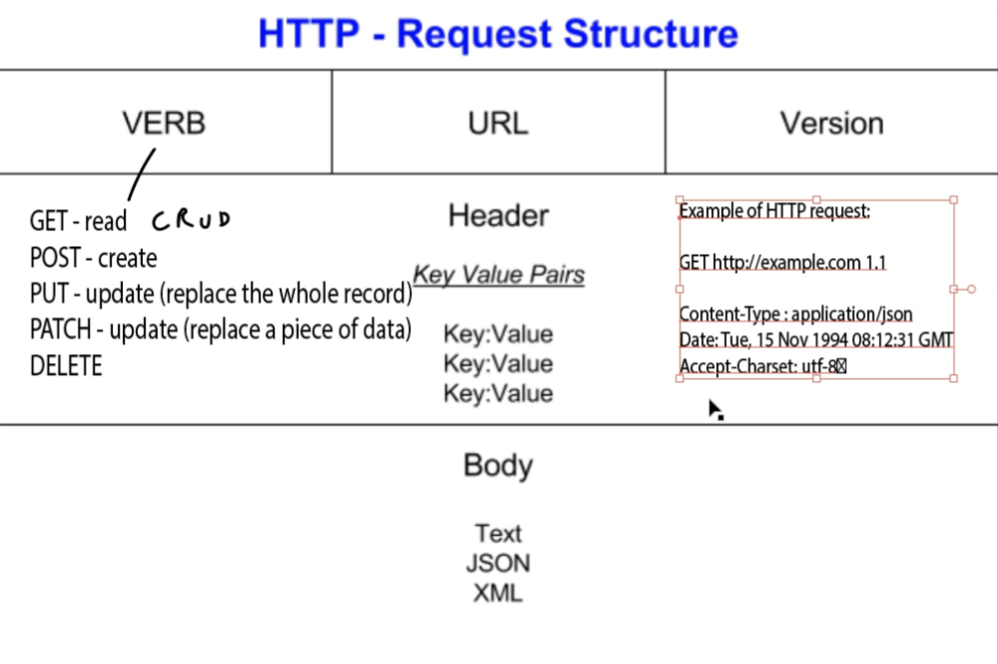 HTTP - Request Structure
VERB
URL
Version
GET - read CRUD
POST - create
PUT - update (replace the whole record)
PATCH - update (replace a piece of data)
DELETE
Header
Key Value Pairs
Key:Value
Key:Value
Key:Value
Example of HTTP request:
GET http://example.com 1.1
Content-Type : application/json
Date: Tue, 15 Nov 1994 08:12:31 GMT
Accept-Charset: utf-8
Body
Text
JSON
XML